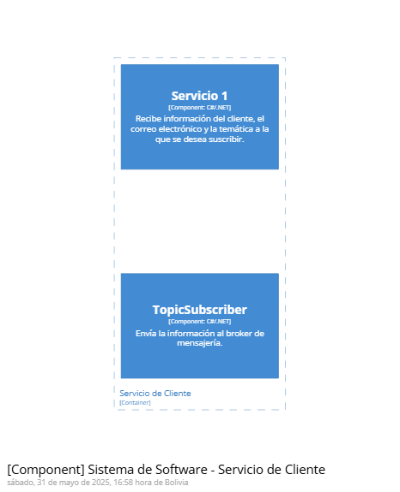 Servicio 1
[Component: C#/.NET]
Recibe información del cliente, el
correo electrónico y la temática a la
que se desea suscribir.
TopicSubscriber
[Component: C#/.NET]
Envía la información al broker de
mensajería.
Servicio de Cliente
[Container]
[Component] Sistema de Software - Servicio de Cliente
sábado, 31 de mayo de 2025, 16:58 hora de Bolivia